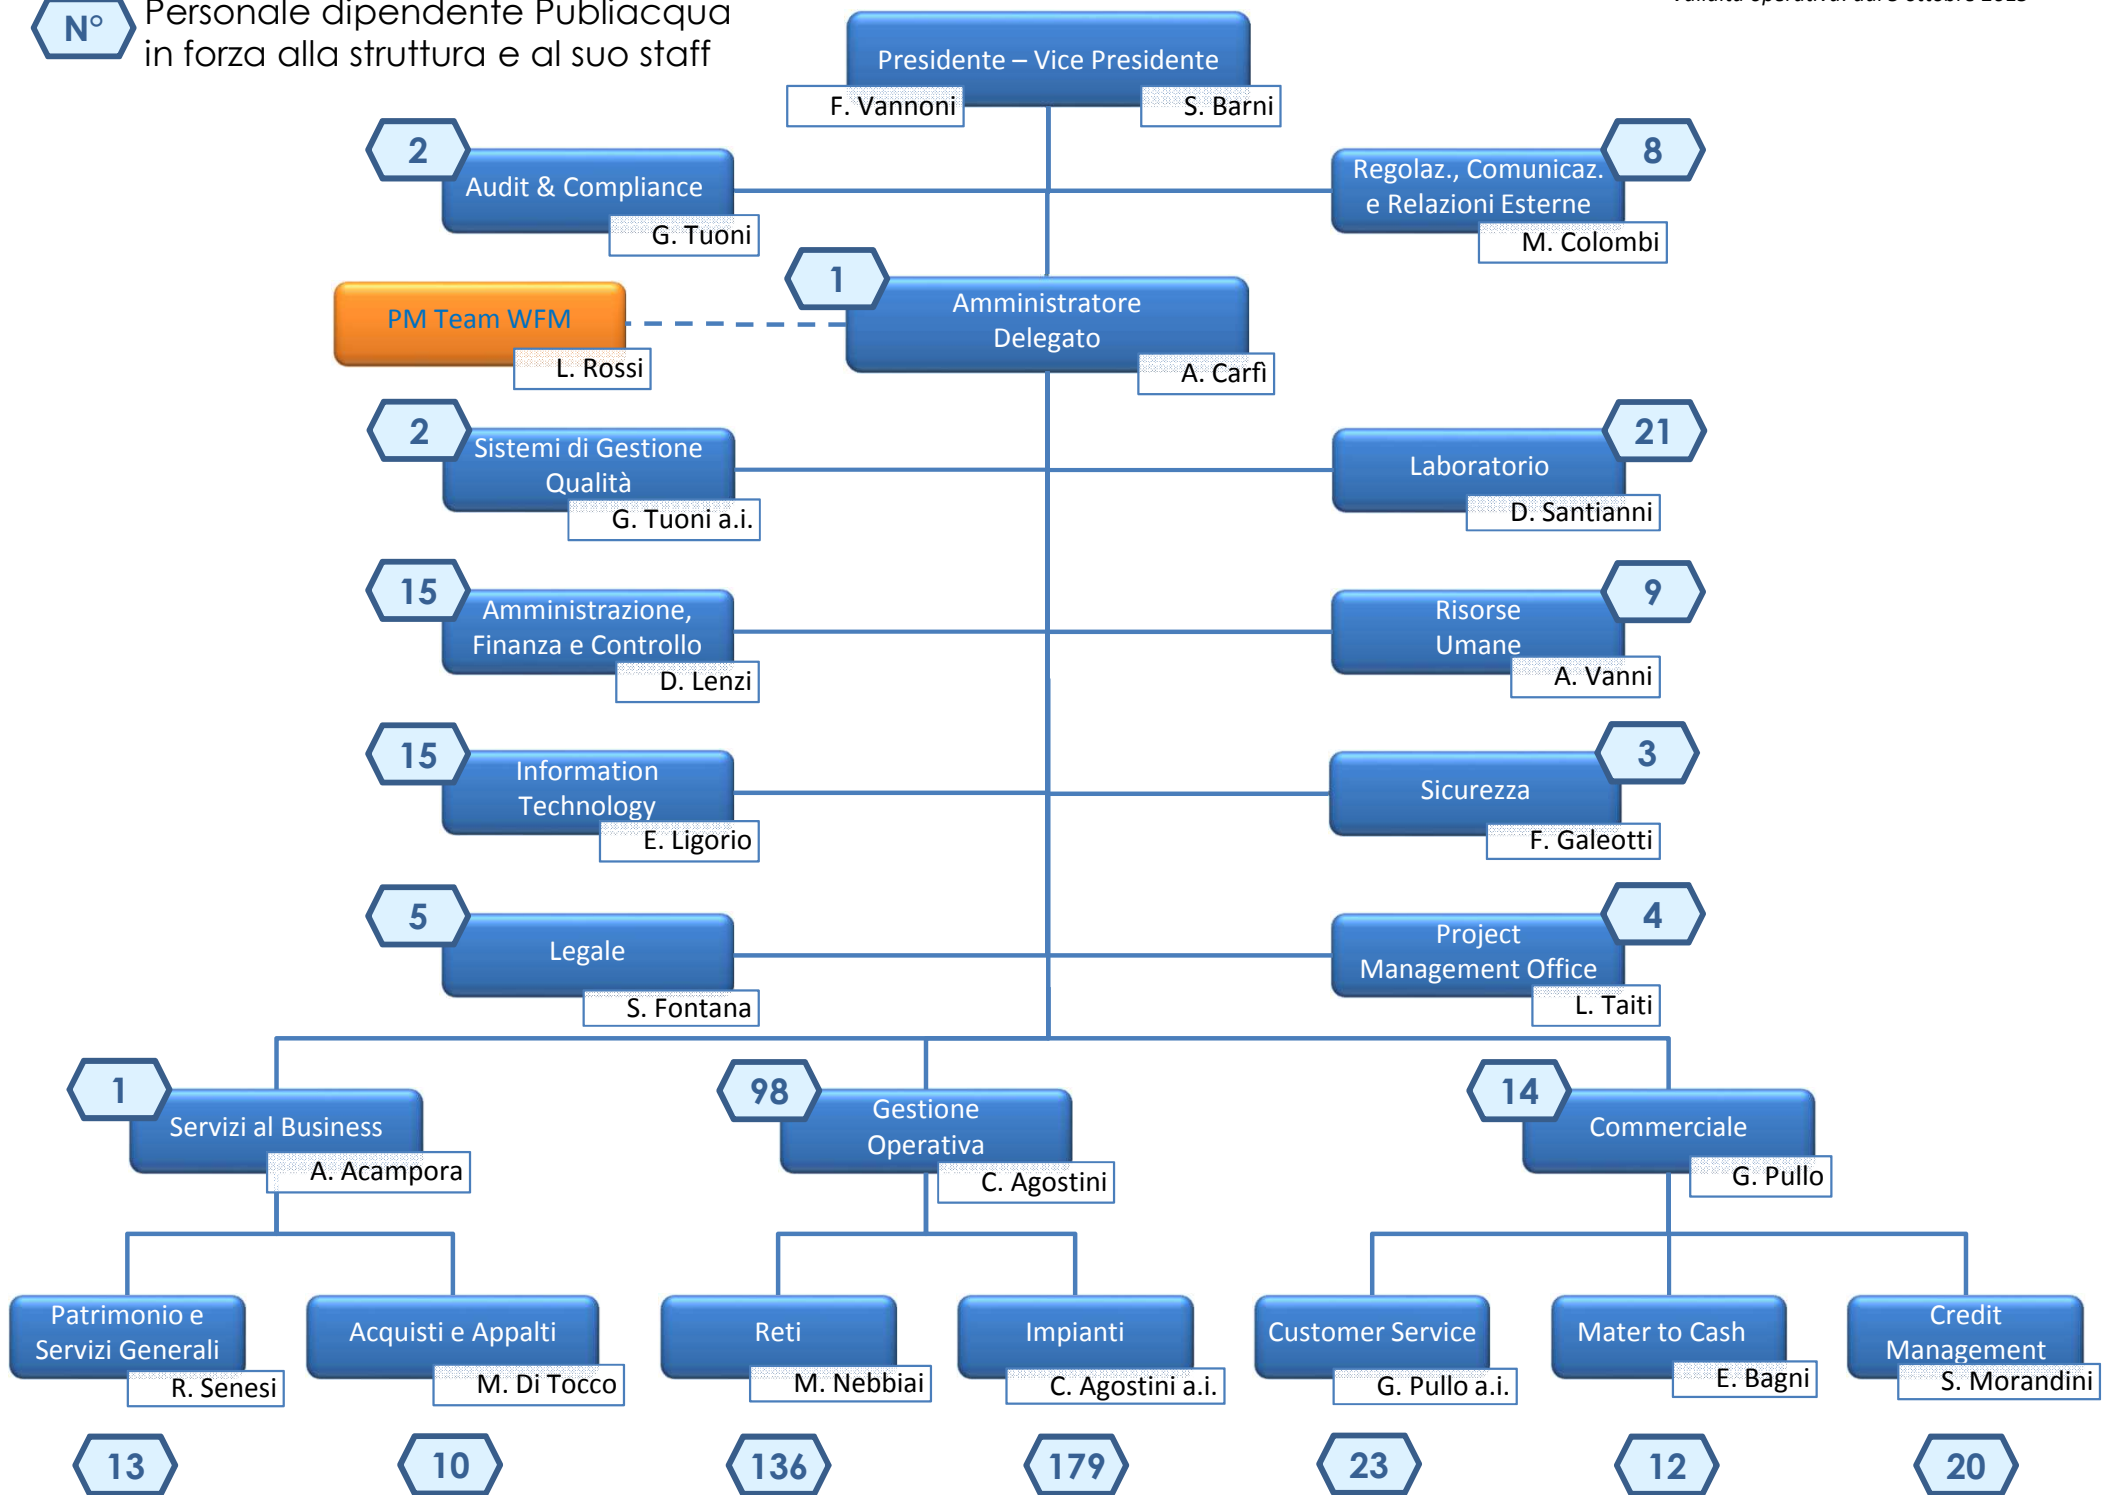 N°
Personale dipendente Publiacqua
in forza alla struttura e al suo staff
Presidente – Vice Presidente
F. Vannoni
S. Barni
2
Audit & Compliance
G. Tuoni
8
Regolaz., Comunicaz.
e Relazioni Esterne
M. Colombi
1
Amministratore
Delegato
A. Carfì
PM Team WFM
L. Rossi
2
Sistemi di Gestione
Qualità
G. Tuoni a.i.
21
Laboratorio
D. Santianni
15
Amministrazione,
Finanza e Controllo
D. Lenzi
9
Risorse
Umane
A. Vanni
15
Information
Technology
E. Ligorio
3
Sicurezza
F. Galeotti
5
Legale
S. Fontana
4
Project
Management Office
L. Taiti
1
Servizi al Business
A. Acampora
98
Gestione
Operativa
C. Agostini
14
Commerciale
G. Pullo
Patrimonio e
Servizi Generali
R. Senesi
13
Acquisti e Appalti
M. Di Tocco
10
Reti
M. Nebbiai
136
Impianti
C. Agostini a.i.
179
Customer Service
G. Pullo a.i.
23
Mater to Cash
E. Bagni
12
Credit
Management
S. Morandini
20